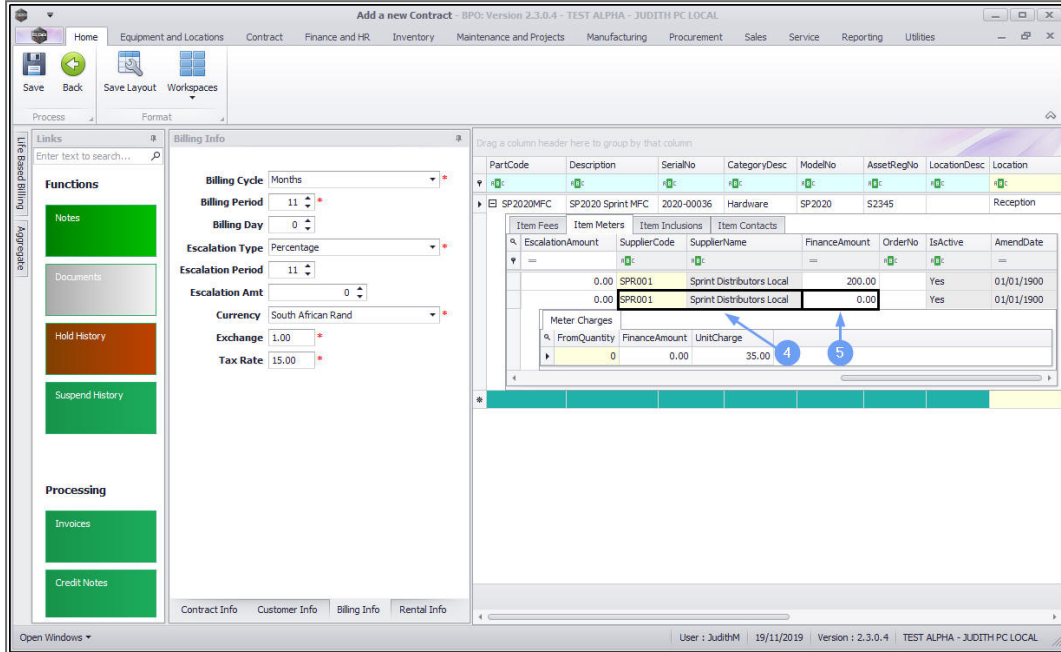 Add a new Contract - BPO: Version 2.3.0.4 - TEST ALPHA - JUDITH PC LOCAL
Home Equipment and Locations Contract Finance and HR Inventory Maintenance and Projects Manufacturing Procurement Sales Service Reporting Utilities
Save Back Save Layout Workspaces
Process Format
Life Based Billing
Aggregate
Links
Enter text to search...
Functions
Notes
Documents
Hold History
Suspend History
Processing
Invoices
Credit Notes
Billing Info
Billing Cycle Months *
Billing Period 11 *
Billing Day 0
Escalation Type Percentage *
Escalation Period 11
Escalation Amt 0
Currency South African Rand *
Exchange 1.00 *
Tax Rate 15.00 *
Contract Info Customer Info Billing Info Rental Info
Drag a column header here to group by that column
PartCode Description SerialNo CategoryDesc ModelNo AssetRegNo LocationDesc Location
SP2020MFC SP2020 Sprint MFC 2020-00036 Hardware SP2020 S2345 Reception
Item Fees Item Meters Item Inclusions Item Contacts
EscalationAmount SupplierCode SupplierName FinanceAmount OrderNo IsActive AmendDate
= = =
0.00 SPR001 Sprint Distributors Local 200.00 Yes 01/01/1900
0.00 SPR001 Sprint Distributors Local 0.00 Yes 01/01/1900
Meter Charges
FromQuantity FinanceAmount UnitCharge
0 0.00 35.00
4 5
Open Windows
User : JudithM 19/11/2019 Version : 2.3.0.4 TEST ALPHA - JUDITH PC LOCAL